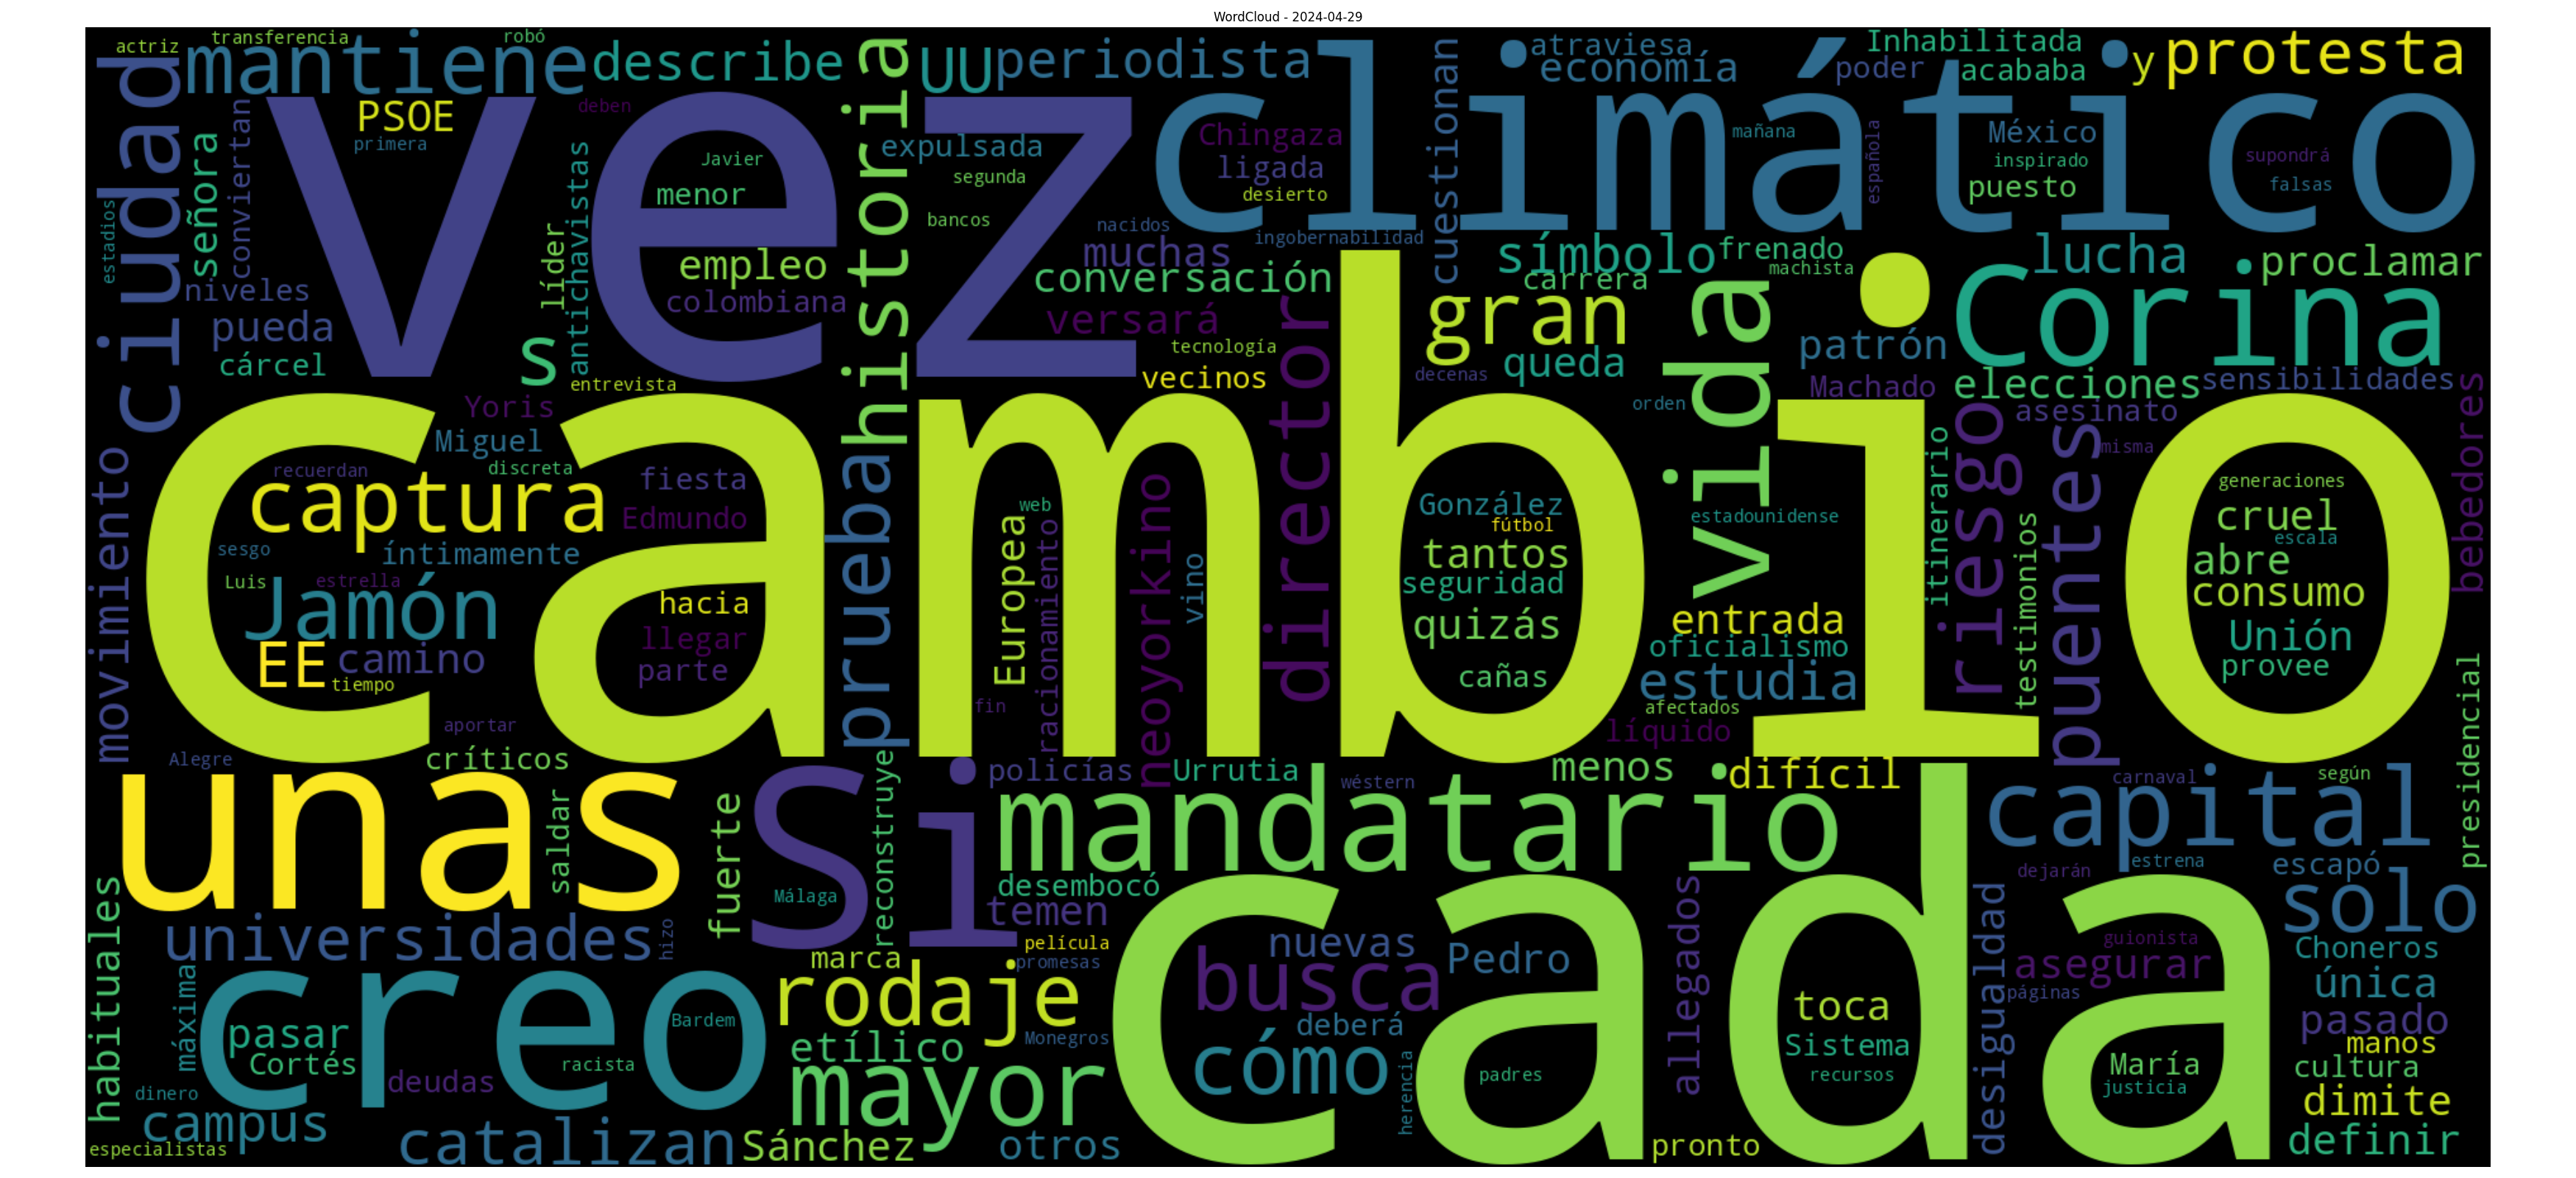 WordCloud - 2024-04-29
actriz
transferencia
robó
mantiene
describe
UU
periodista
atraviesa
economía
Inhabilitada
poder
acababa
y
protesta
ciudad
vez
historia
climático
PSOE
deben
primera
señora
conviertan
Javier
menor
antichavistas
expulsada
segunda
bancos
Chingaza
ligada
desierto
cuestionan
mañana
española
México
inspirado
puesto
supondrá
falsas
estadios
niveles
pueda
cárcel
líder
s
empleo
colombiana
entrevista
nacidos
ingobernabilidad
muchas
conversación
versará
tecnología
vecinos
director
símbolo
frenado
carrera
machista
gran
queda
decenas
vida
lucha
proclamar
Corina
patrón
Machado
elecciones
sensibilidades
asesinato
orden
misma
bebedores
cambio
Yoris
Miguel
recuerdan
discreta
captura
fiesta
Edmundo
sesgo
íntimamente
Luis
estrella
Jamón
hacia
EE
camino
tiempo
llegar
parte
movimiento
aportar
Alegre
críticos
prueba
web
Europea
racionamiento
neoyorkino
vino
fin
González
fútbol
tantos
seguridad
quizás
cañas
estadounidense
entrada
oficialismo
estudia
afectados
líquido
itinerario
riesgo
testimonios
puentes
generaciones
cruel
escala
abre
consumo
Unión
provee
presidencial
unas
saldar
fuerte
si
Málaga
reconstruye
policías
Urrutia
wéstern
menos
difícil
mandatario
desembocó
temen
carnaval
según
capital
dejarán
estrena
escapó
solo
habituales
universidades
hizo
película
marca
promesas
rodaje
cada
nuevas
busca
Pedro
allegados
desigualdad
guionista
asegurar
páginas
Choneros
única
máxima
creo
pasar
Cortés
Bardem
racista
deudas
dinero
campus
especialistas
catalizan
Sánchez
etílico
Monegros
mayor
otros
deberá
cómo
herencia
padres
toca
Sistema
recursos
pronto
María
justicia
pasado
manos
cultura
dimite
definir